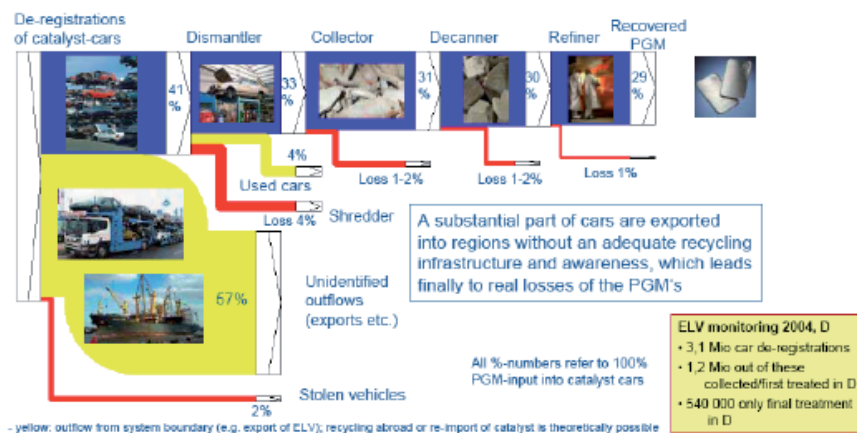 De-registrations
of catalyst-cars
Dismantler
Collector
Decanner
Refiner
Recovered
PGM
41
%
33
%
31
%
30
%
29
%
4%
Used cars
Loss 4%
Shredder
Loss 1-2%
Loss 1-2%
Loss 1%
A substantial part of cars are exported
into regions without an adequate recycling
infrastructure and awareness, which leads
finally to real losses of the PGM's
57%
Unidentified
outflows
(exports etc.)
All %-numbers refer to 100%
PGM-input into catalyst cars
ELV monitoring 2004, D
• 3,1 Mio car de-registrations
• 1,2 Mio out of these
collected/first treated in D
• 540 000 only final treatment
in D
Stolen vehicles
2%
- yellow: outflow from system boundary (e.g. export of ELV); recycling abroad or re-import of catalyst is theoretically possible